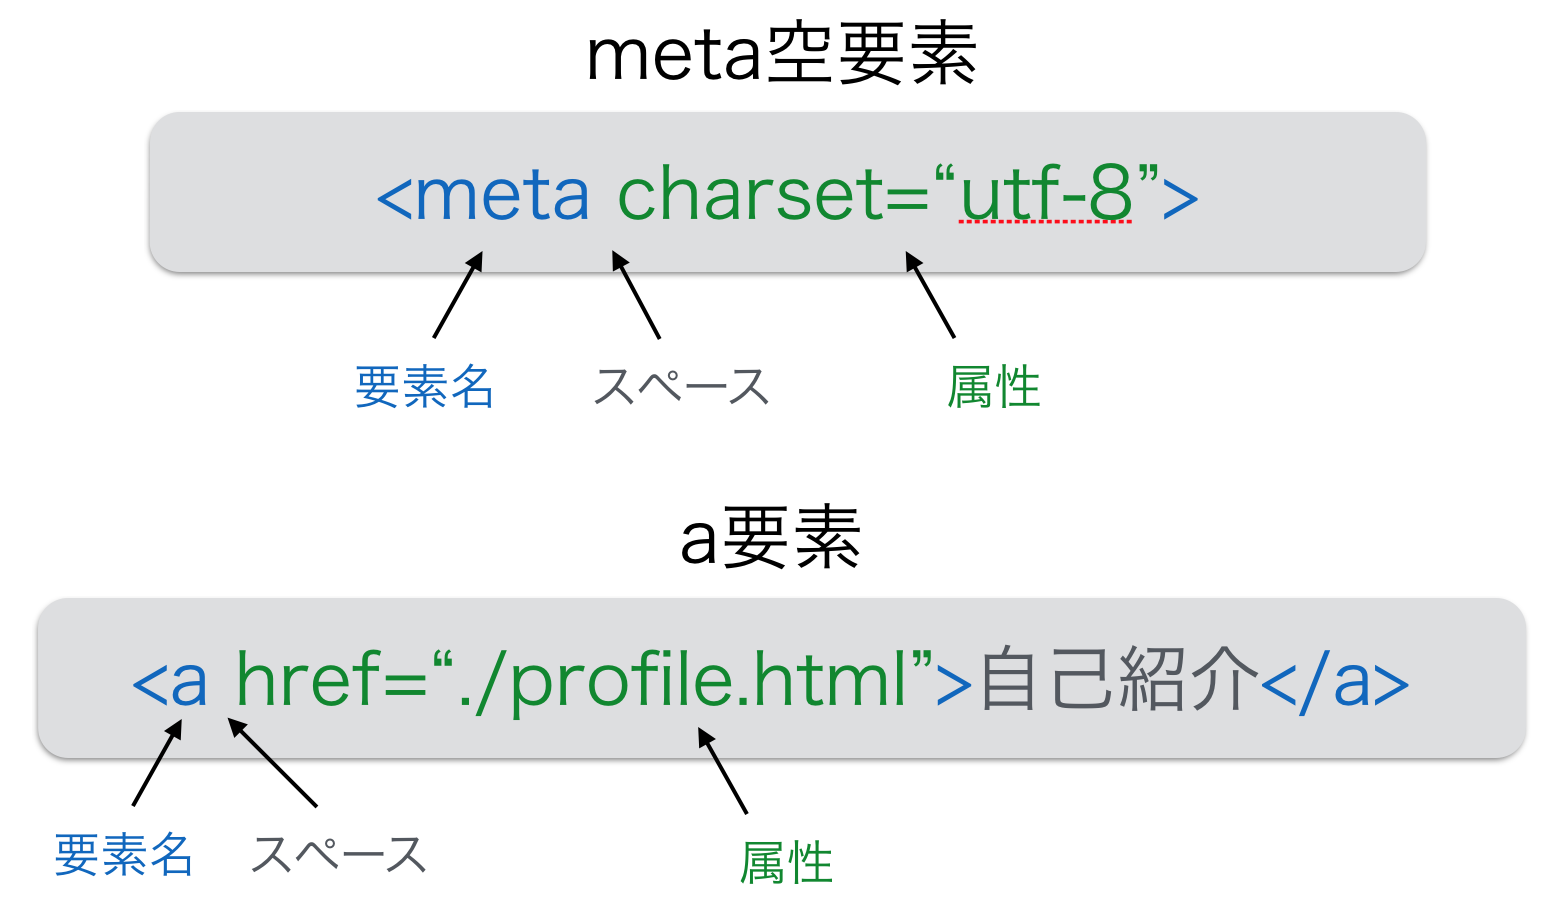 meta空要素
<meta charset=“utf-8”>
要素名 スペース 属性
a要素
<a href=“./profile.html”>自己紹介</a>
要素名 スペース 属性